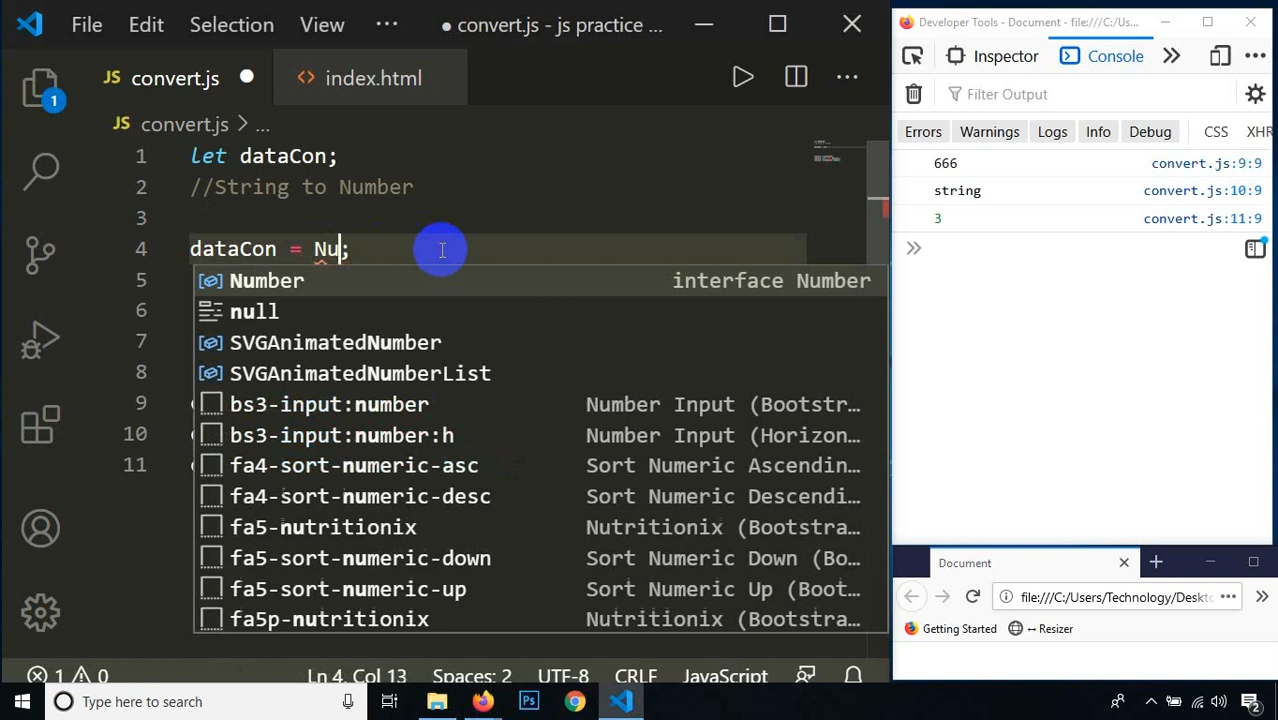 File Edit Selection View ··· ● convert.js - js practice ...
JS convert.js ● <> index.html ···
JS convert.js > ...
1 let dataCon;
2 //String to Number
3
4 dataCon = Nu;
5 Number interface Number
6 null
7 SVGAnimatedNumber
8 SVGAnimatedNumberList
9 bs3-input:number Number Input (Bootstr…
10 bs3-input:number:h Number Input (Horizon…
11 fa4-sort-numeric-asc Sort Numeric Ascendin…
fa4-sort-numeric-desc Sort Numeric Descendi…
fa5-nutritionix Nutritionix (Bootstra…
fa5-sort-numeric-down Sort Numeric Down (Bo…
fa5-sort-numeric-up Sort Numeric Up (Boot…
fa5p-nutritionix Nutritionix (Bootstra…
1
1 0 Ln 4, Col 13 Spaces: 2 UTF-8 CRLF JavaScript
Developer Tools - Document - file:///C:/Us...
Inspector Console
Filter Output
Errors Warnings Logs Info Debug CSS XHR
666 convert.js:9:9
string convert.js:10:9
3 convert.js:11:9
Document
file:///C:/Users/Technology/Deskto
Getting Started Resizer
Type here to search
Ps
2